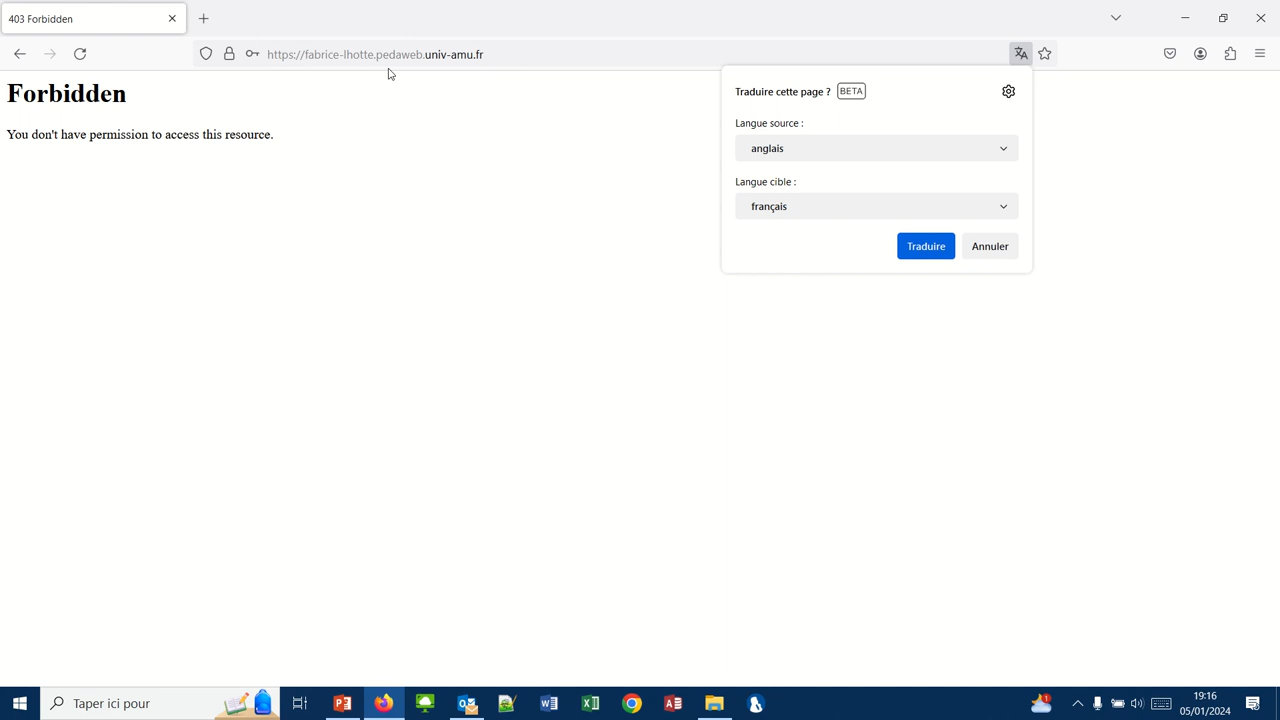 403 Forbidden
https://fabrice-lhotte.pedaweb.univ-amu.fr
Forbidden
You don't have permission to access this resource.
Traduire cette page ? BETA
Langue source :
anglais
Langue cible :
français
Traduire Annuler
Taper ici pour
19:16
05/01/2024